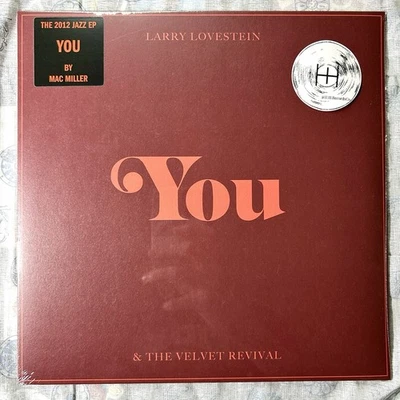 THE 2012 JAZZ EP
YOU
BY
MAC MILLER
LARRY LOVESTEIN
You
& THE VELVET REVIVAL